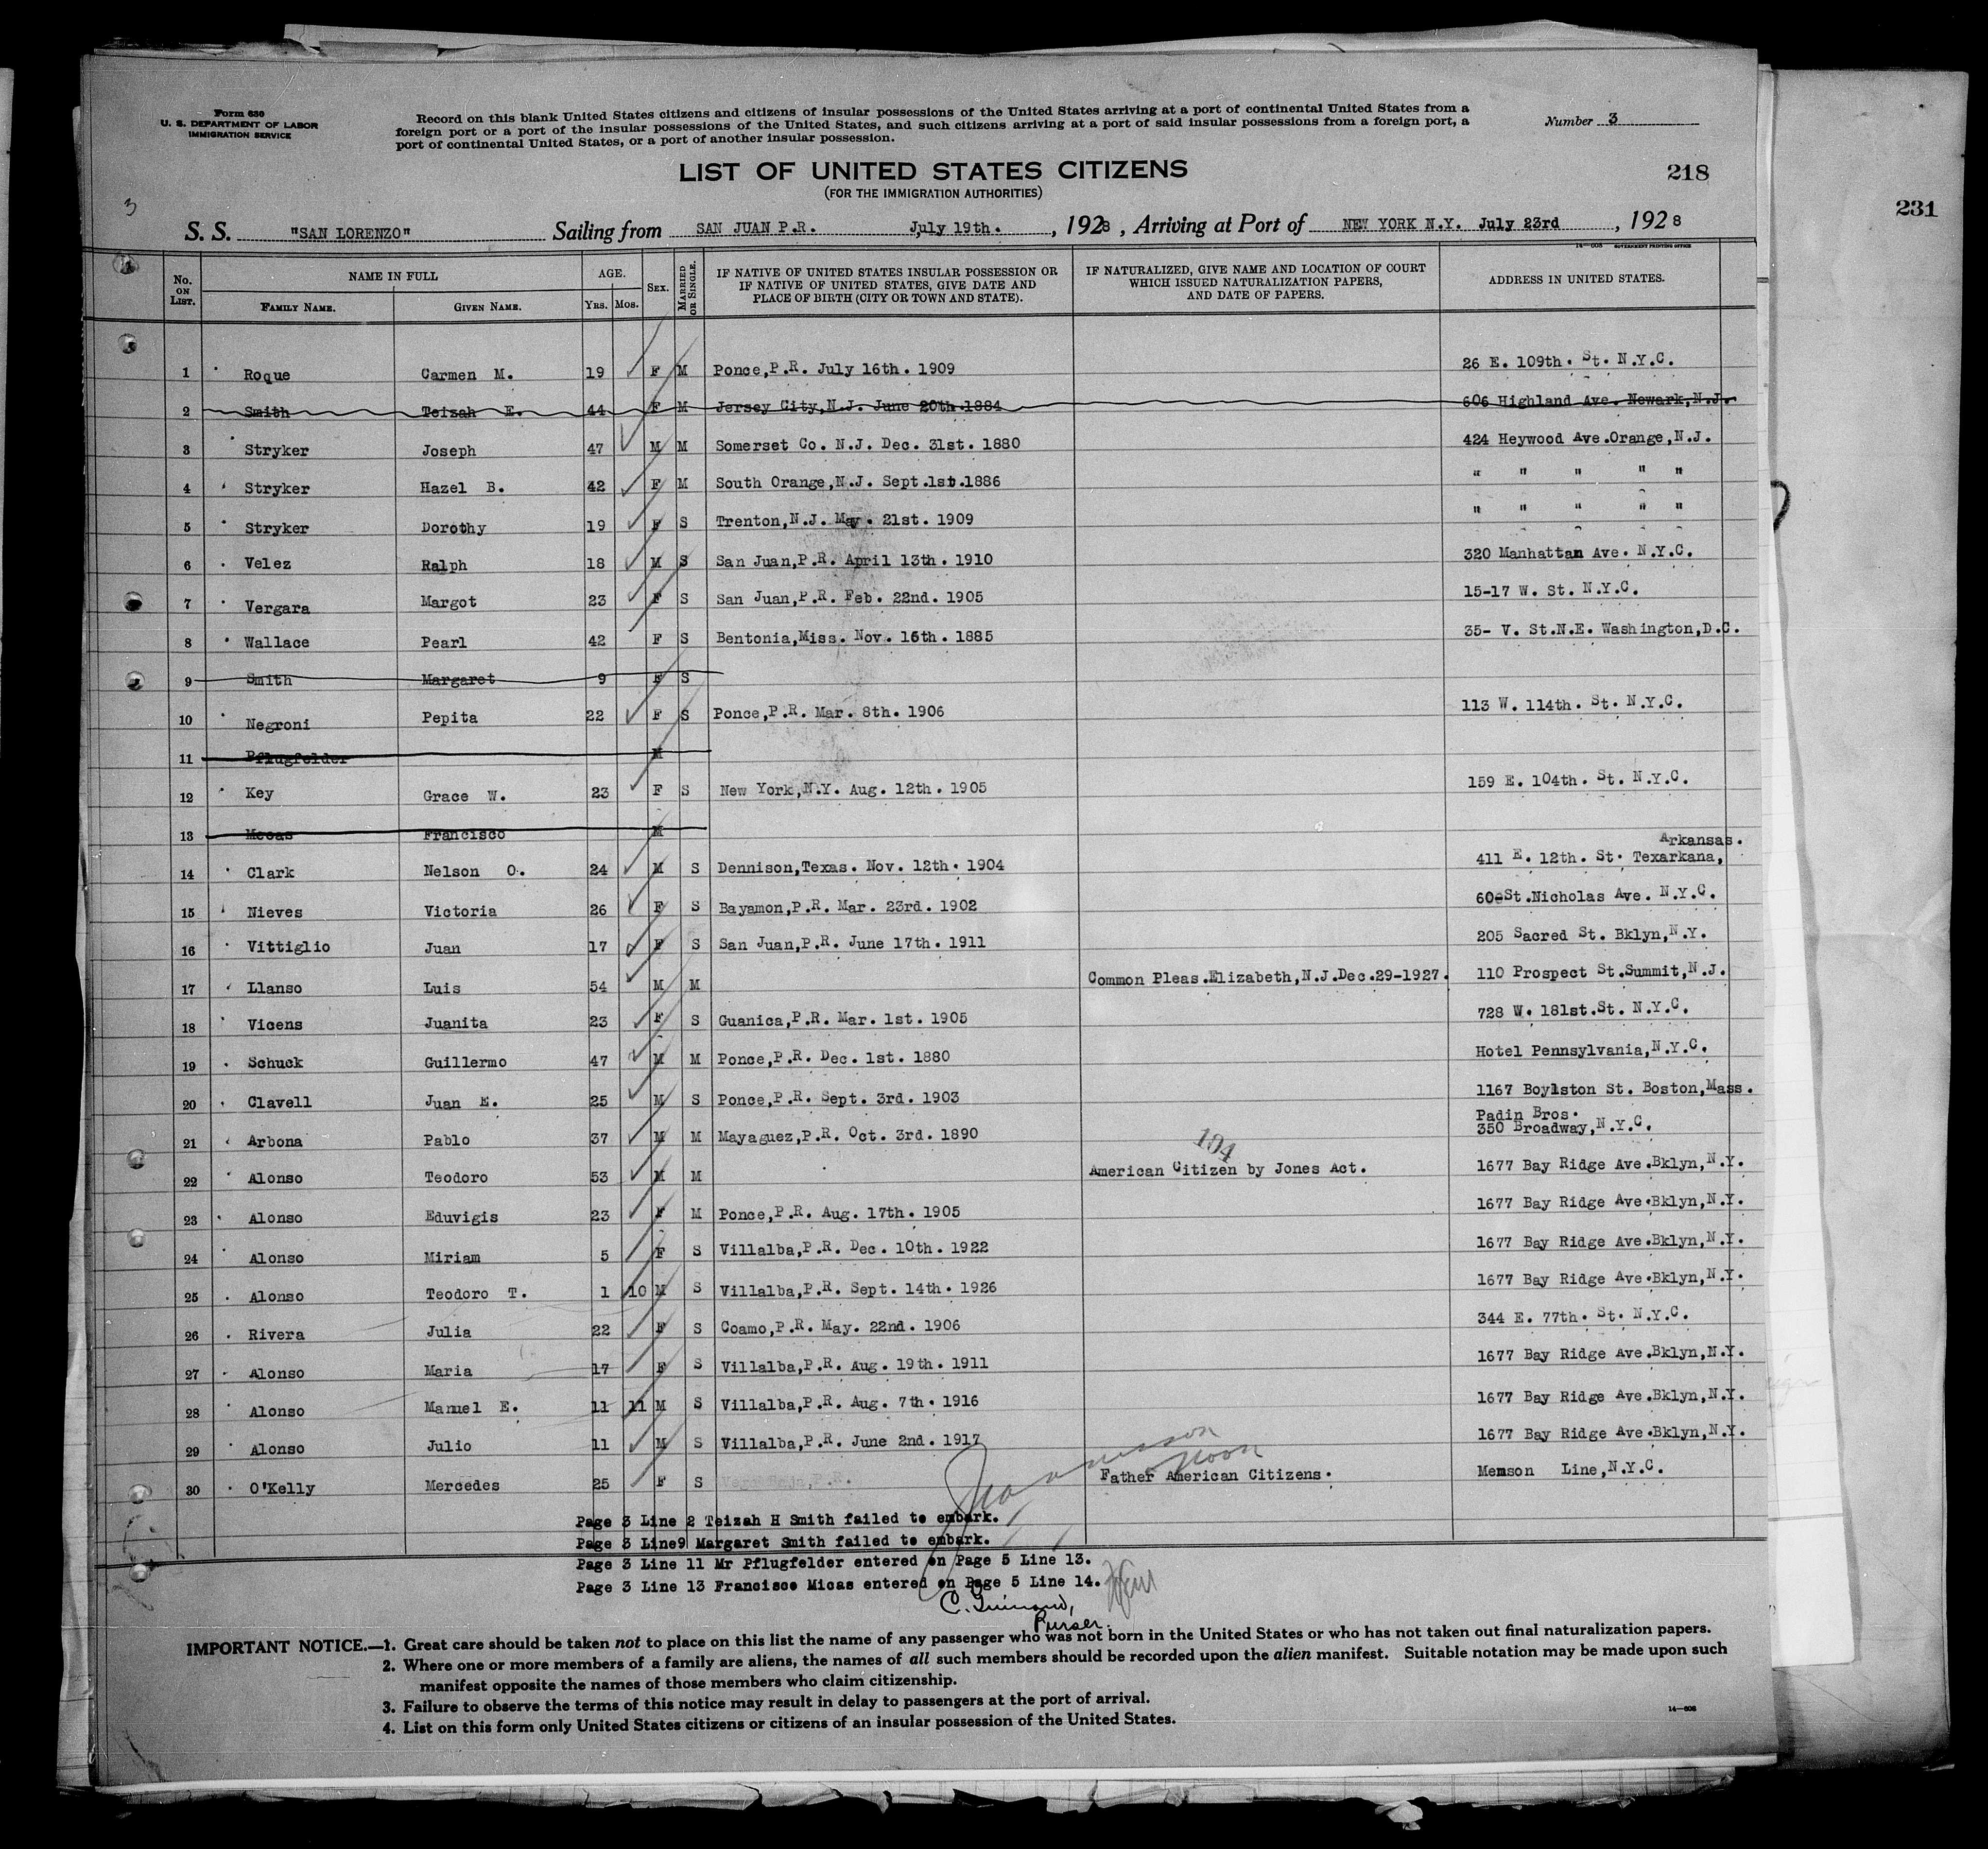 Form 630
U. S. DEPARTMENT OF LABOR
IMMIGRATION SERVICE
Record on this blank United States citizens and citizens of insular possessions of the United States arriving at a port of continental United States from a
foreign port or a port of the insular possessions of the United States, and such citizens arriving at a port of said insular possessions from a foreign port, a
port of continental United States, or a port of another insular possession.
Number 3
LIST OF UNITED STATES CITIZENS
(FOR THE IMMIGRATION AUTHORITIES)
218
231
3
S. S. "SAN LORENZO" Sailing from SAN JUAN P.R. July 19th. , 1928 , Arriving at Port of NEW YORK N.Y. July 23rd , 1928
14—608 GOVERNMENT PRINTING OFFICE
No. ON LIST. NAME IN FULL FAMILY NAME. GIVEN NAME. AGE. YRS. MOS. SEX. MARRIED OR SINGLE. IF NATIVE OF UNITED STATES INSULAR POSSESSION OR IF NATIVE OF UNITED STATES, GIVE DATE AND PLACE OF BIRTH (CITY OR TOWN AND STATE). IF NATURALIZED, GIVE NAME AND LOCATION OF COURT WHICH ISSUED NATURALIZATION PAPERS, AND DATE OF PAPERS. ADDRESS IN UNITED STATES.
1 Roque Carmen M. 19 F M Ponce,P.R. July 16th. 1909 26 E. 109th. St. N.Y.C.
2 Smith Teizah E. 44 F M Jersey City,N.J. June 20th.1884 606 Highland Ave. Newark,N.J.
3 Stryker Joseph 47 M M Somerset Co. N.J. Dec. 31st. 1880 424 Heywood Ave.Orange,N.J.
4 Stryker Hazel B. 42 F M South Orange,N.J. Sept.1st.1886 " " " " "
5 Stryker Dorothy 19 F S Trenton,N.J. May. 21st. 1909 " " " " "
6 Velez Ralph 18 M S San Juan,P.R. April 13th. 1910 320 Manhattan Ave. N.Y.C.
7 Vergara Margot 23 F S San Juan,P.R. Feb. 22nd. 1905 15-17 W. St. N.Y.C.
8 Wallace Pearl 42 F S Bentonia,Miss. Nov. 16th. 1885 35- V. St.N.E. Washington,D.C.
9 Smith Margaret 9 F S
10 Negroni Pepita 22 F S Ponce,P.R. Mar. 8th. 1906 113 W. 114th. St. N.Y.C.
11 Pflugfelder M
12 Key Grace W. 23 F S New York,N.Y. Aug. 12th. 1905 159 E. 104th. St. N.Y.C.
13 Micas Francisco M
Arkansas.
14 Clark Nelson O. 24 M S Dennison,Texas. Nov. 12th. 1904 411 E. 12th. St. Texarkana,
15 Nieves Victoria 26 F S Bayamon,P.R. Mar. 23rd. 1902 60 St.Nicholas Ave. N.Y.C.
16 Vittiglio Juan 17 F S San Juan,P.R. June 17th. 1911 205 Sacred St. Bklyn,N.Y.
17 Llanso Luis 54 M M Common Pleas.Elizabeth,N.J.Dec.29-1927. 110 Prospect St.Summit,N.J.
18 Vicens Juanita 23 F S Guanica,P.R. Mar. 1st. 1905 728 W. 181st.St. N.Y.C.
19 Schuck Guillermo 47 M M Ponce,P.R. Dec. 1st. 1880 Hotel Pennsylvania,N.Y.C.
20 Clavell Juan E. 25 M S Ponce,P.R. Sept. 3rd. 1903 1167 Boylston St. Boston,Mass.
Padin Bros.
21 Arbona Pablo 37 M M Mayaguez,P.R. Oct. 3rd. 1890 350 Broadway,N.Y.C.
194
22 Alonso Teodoro 53 M M American Citizen by Jones Act. 1677 Bay Ridge Ave.Bklyn,N.Y.
23 Alonso Eduvigis 23 F M Ponce,P.R. Aug. 17th. 1905 1677 Bay Ridge Ave.Bklyn,N.Y.
24 Alonso Miriam 5 F S Villalba,P.R. Dec. 10th. 1922 1677 Bay Ridge Ave.Bklyn,N.Y.
25 Alonso Teodoro T. 1 10 M S Villalba,P.R. Sept. 14th. 1926 1677 Bay Ridge Ave.Bklyn,N.Y.
26 Rivera Julia 22 F S Coamo,P.R. May. 22nd. 1906 344 E. 77th. St. N.Y.C.
27 Alonso Maria 17 F S Villalba,P.R. Aug. 19th. 1911 1677 Bay Ridge Ave.Bklyn,N.Y.
28 Alonso Manuel E. 11 11 M S Villalba,P.R. Aug. 7th. 1916 1677 Bay Ridge Ave.Bklyn,N.Y.
29 Alonso Julio 11 M S Villalba,P.R. June 2nd. 1917 1677 Bay Ridge Ave.Bklyn,N.Y.
30 O'Kelly Mercedes 25 F S Father American Citizens. Memson Line,N.Y.C.
Page 3 Line 2 Teizah H Smith failed to embark.
Page 3 Line9 Margaret Smith failed to embark.
Page 3 Line 11 Mr Pflugfelder entered on Page 5 Line 13.
Page 3 Line 13 Francisco Micas entered on Page 5 Line 14.
Purser.
IMPORTANT NOTICE.—1. Great care should be taken not to place on this list the name of any passenger who was not born in the United States or who has not taken out final naturalization papers.
2. Where one or more members of a family are aliens, the names of all such members should be recorded upon the alien manifest. Suitable notation may be made upon such
manifest opposite the names of those members who claim citizenship.
3. Failure to observe the terms of this notice may result in delay to passengers at the port of arrival.
4. List on this form only United States citizens or citizens of an insular possession of the United States.
14—608